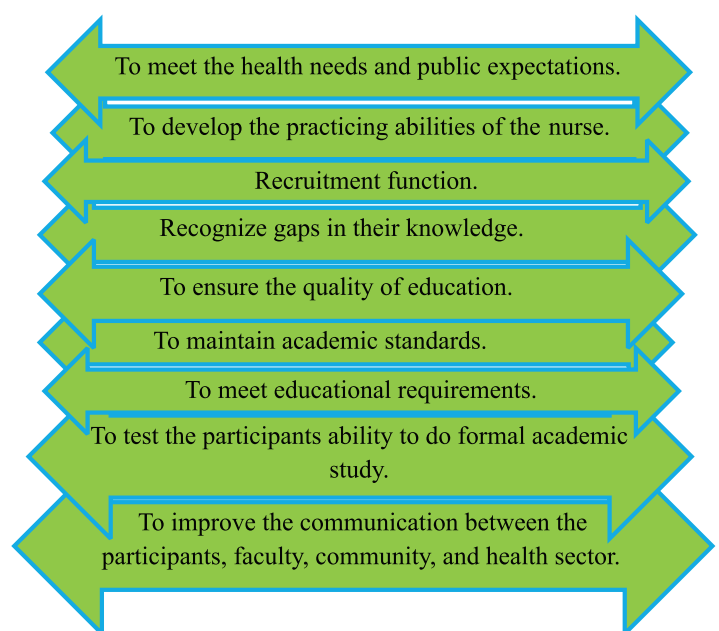 To meet the health needs and public expectations.
To develop the practicing abilities of the nurse.
Recruitment function.
Recognize gaps in their knowledge.
To ensure the quality of education.
To maintain academic standards.
To meet educational requirements.
To test the participants ability to do formal academic
study.
To improve the communication between the
participants, faculty, community, and health sector.